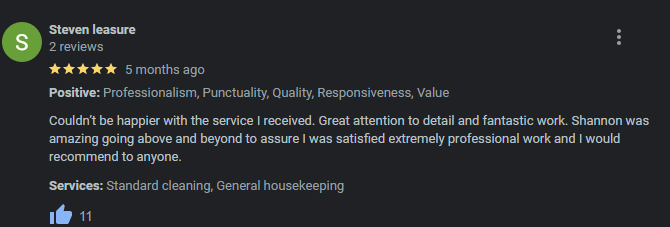 S
Steven leasure
2 reviews
5 months ago
Positive: Professionalism, Punctuality, Quality, Responsiveness, Value
Couldn't be happier with the service I received. Great attention to detail and fantastic work. Shannon was
amazing going above and beyond to assure I was satisfied extremely professional work and I would
recommend to anyone.
Services: Standard cleaning, General housekeeping
11